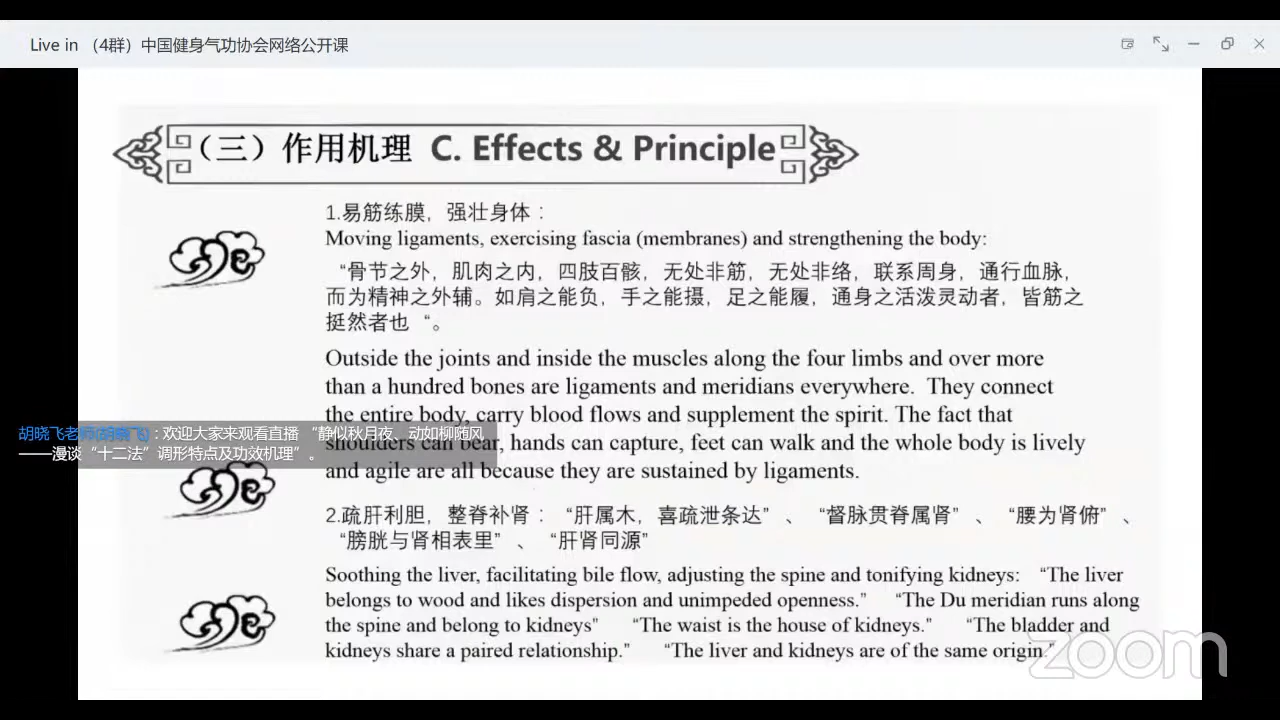 Live in （4群）中国健身气功协会网络公开课
（三）作用机理 C. Effects & Principle
1.易筋练膜，强壮身体：
Moving ligaments, exercising fascia (membranes) and strengthening the body:
“骨节之外，肌肉之内，四肢百骸，无处非筋，无处非络，联系周身，通行血脉，
而为精神之外辅。如肩之能负，手之能摄，足之能履，通身之活泼灵动者，皆筋之
挺然者也 “。
Outside the joints and inside the muscles along the four limbs and over more
than a hundred bones are ligaments and meridians everywhere. They connect
the entire body, carry blood flows and supplement the spirit. The fact that
shoulders can bear, hands can capture, feet can walk and the whole body is lively
and agile are all because they are sustained by ligaments.
胡晓飞老师(胡晓飞)：欢迎大家来观看直播 “静似秋月夜、动如柳随风
——漫谈“十二法”调形特点及功效机理”。
2.疏肝利胆，整脊补肾：“肝属木，喜疏泄条达”、“督脉贯脊属肾”、“腰为肾俯”、
“膀胱与肾相表里”、“肝肾同源”
Soothing the liver, facilitating bile flow, adjusting the spine and tonifying kidneys: “The liver
belongs to wood and likes dispersion and unimpeded openness.” “The Du meridian runs along
the spine and belong to kidneys” “The waist is the house of kidneys.” “The bladder and
kidneys share a paired relationship.” “The liver and kidneys are of the same origin.”
zoom